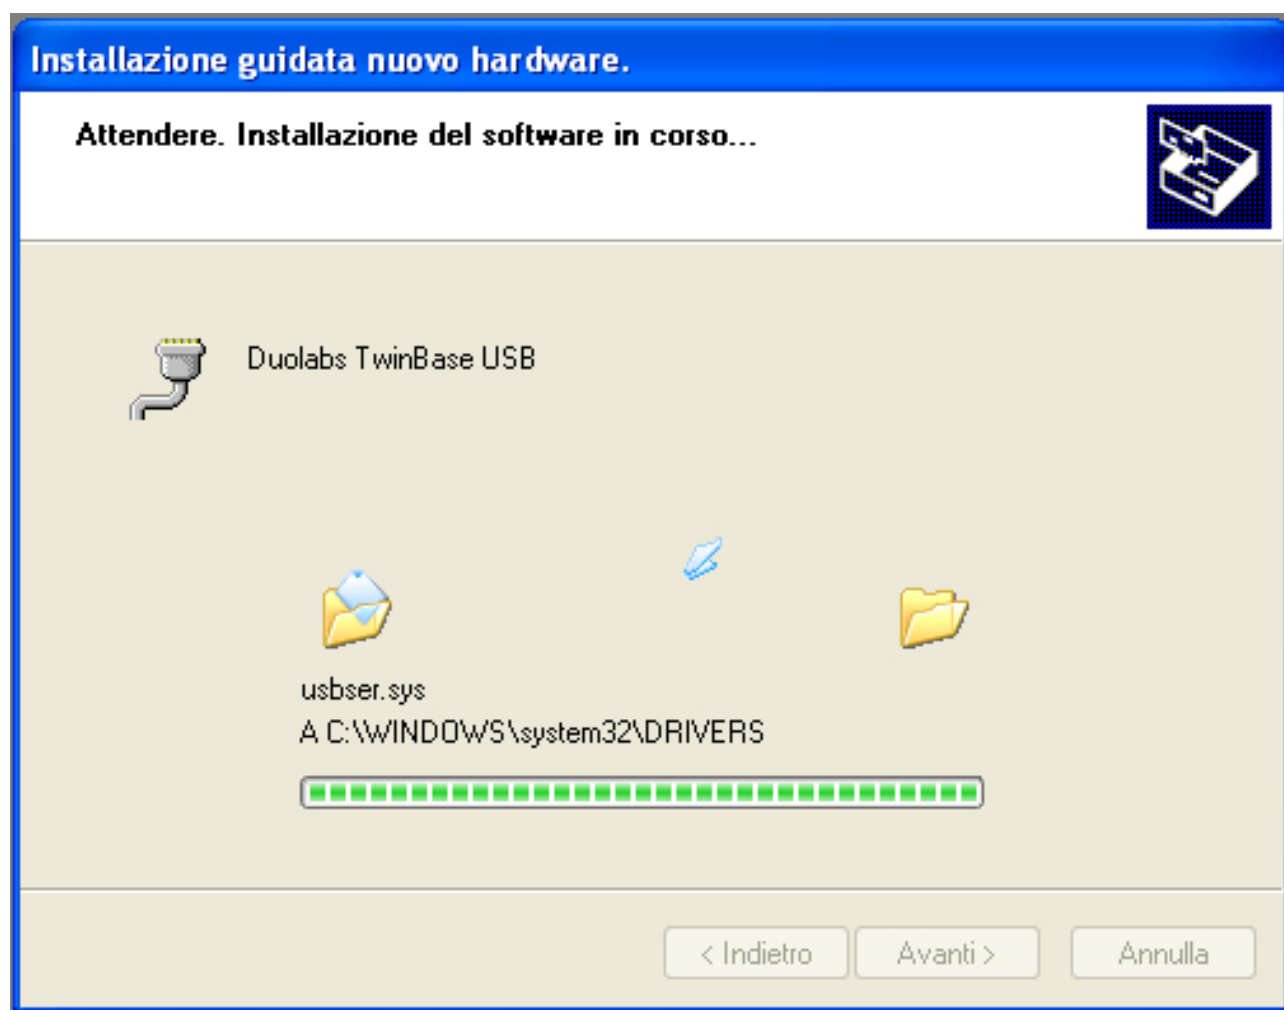 Installazione guidata nuovo hardware.
Attendere. Installazione del software in corso...
Duolabs TwinBase USB
usbser.sys
A C:\WINDOWS\system32\DRIVERS
< Indietro Avanti > Annulla